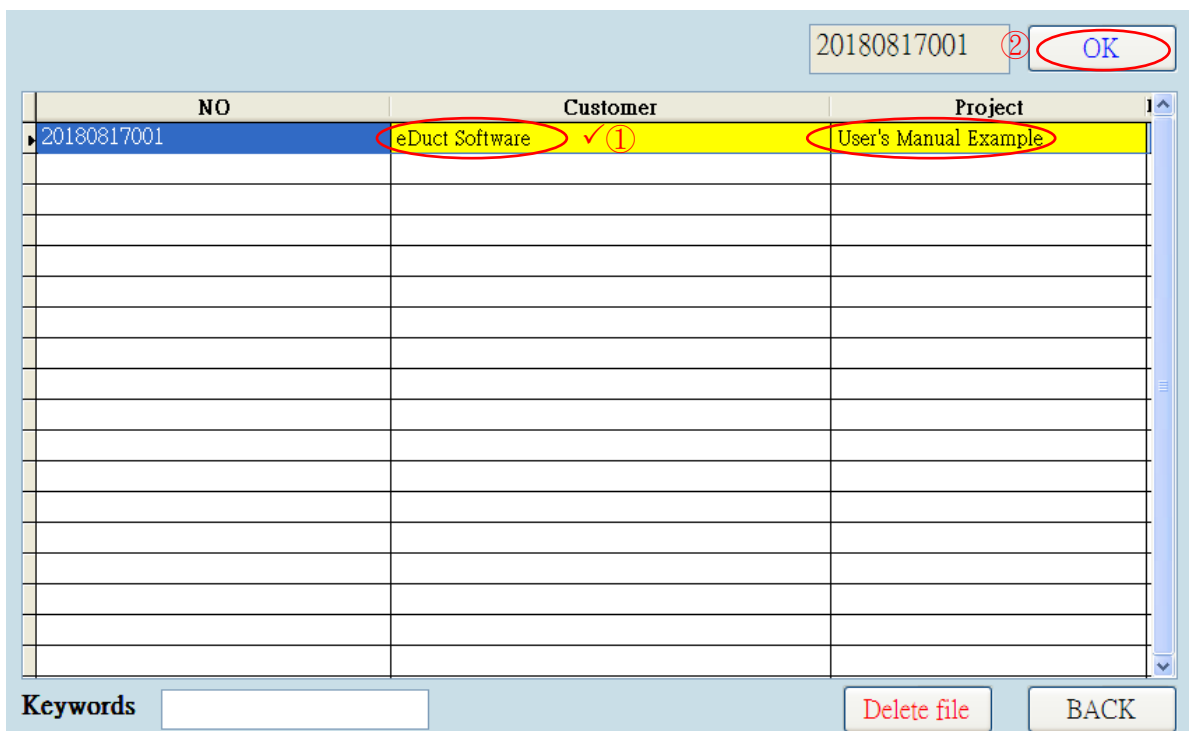 20180817001 ② OK
NO Customer Project
20180817001 eDuct Software ✓① User's Manual Example
Keywords Delete file BACK